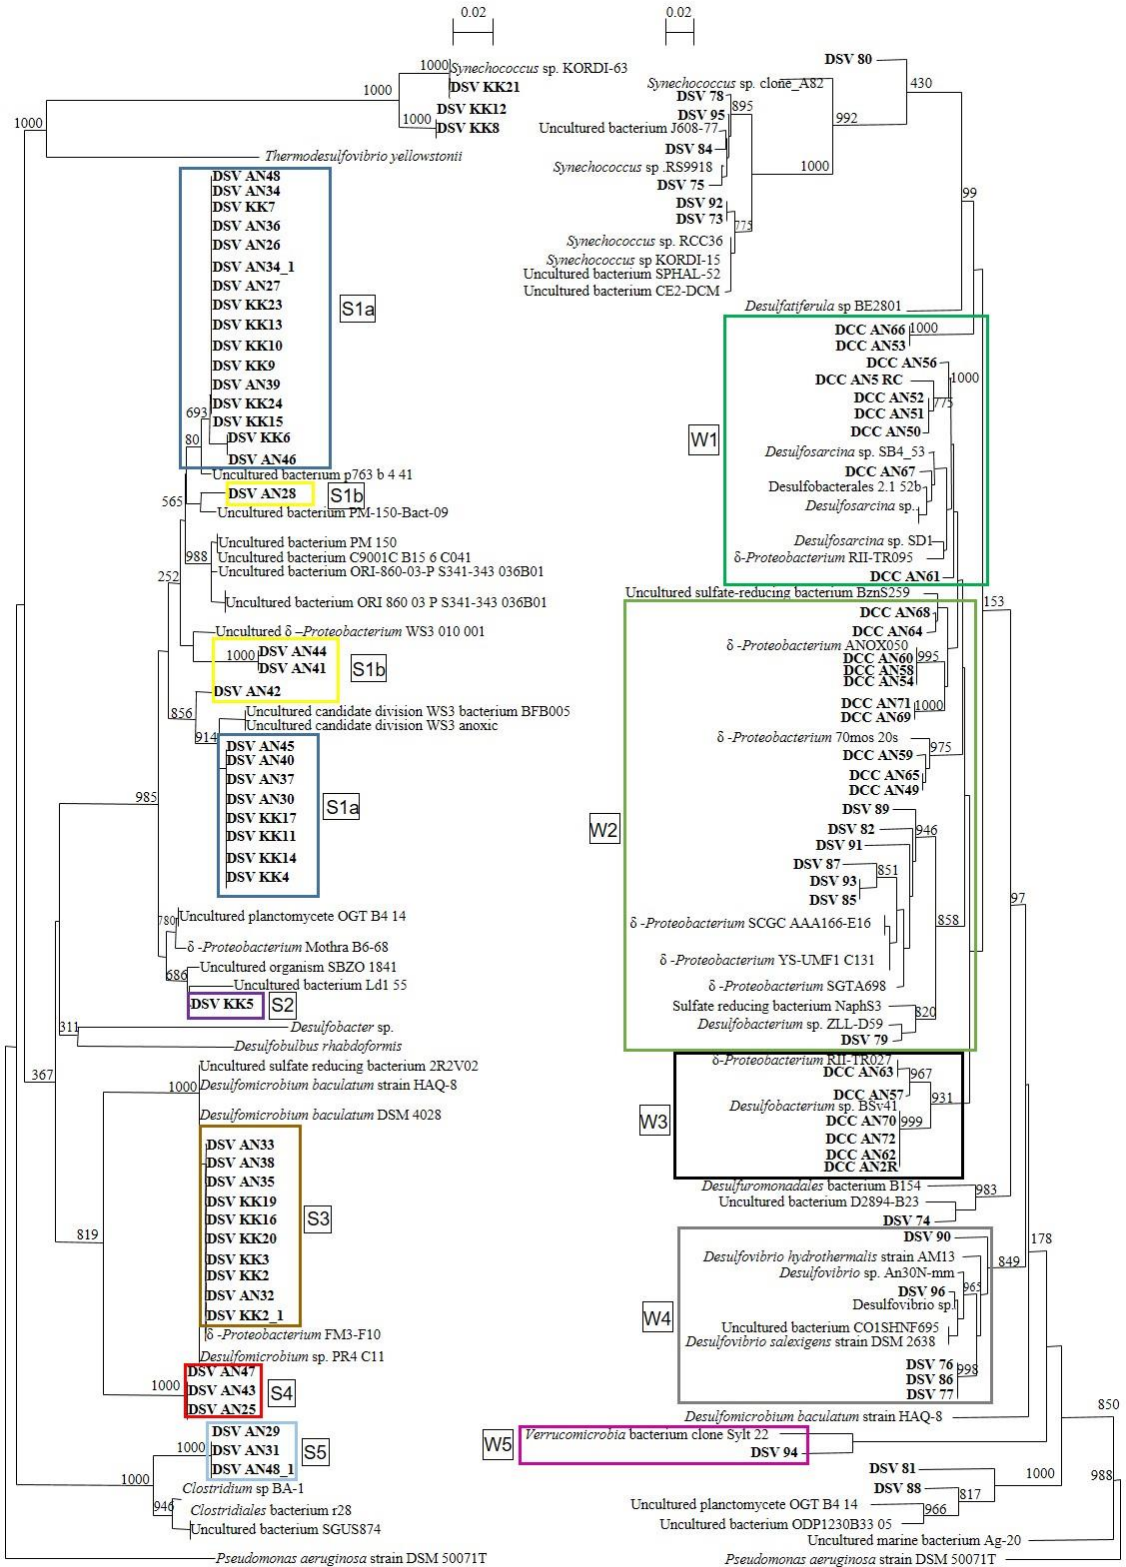 0.02
1000
Synechococcus sp. KORDI-63
DSV KK21
1000
DSV KK12
1000
DSV KK8
1000
Thermodesulfovibrio yellowstonii
DSV AN48
DSV AN34
DSV KK7
DSV AN36
DSV AN26
DSV AN34_1
DSV AN27
DSV KK23
S1a
DSV KK13
DSV KK10
DSV KK9
DSV AN39
DSV KK24
693
DSV KK15
80
DSV KK6
DSV AN46
Uncultured bacterium p763 b 4 41
565
DSV AN28
S1b
Uncultured bacterium PM-150-Bact-09
Uncultured bacterium PM 150
988
Uncultured bacterium C9001C B15 6 C041
Uncultured bacterium ORI-860-03-P S341-343 036B01
252
Uncultured bacterium ORI 860 03 P S341-343 036B01
Uncultured δ –Proteobacterium WS3 010 001
1000
DSV AN44
DSV AN41
S1b
DSV AN42
856
Uncultured candidate division WS3 bacterium BFB005
Uncultured candidate division WS3 anoxic
914
DSV AN45
DSV AN40
DSV AN37
985
DSV AN30
S1a
DSV KK17
DSV KK11
DSV KK14
DSV KK4
780
Uncultured planctomycete OGT B4 14
δ -Proteobacterium Mothra B6-68
686
Uncultured organism SBZO 1841
Uncultured bacterium Ld1 55
DSV KK5
S2
311
Desulfobacter sp.
Desulfobulbus rhabdoformis
367
Uncultured sulfate reducing bacterium 2R2V02
1000
Desulfomicrobium baculatum strain HAQ-8
Desulfomicrobium baculatum DSM 4028
DSV AN33
DSV AN38
DSV AN35
DSV KK19
DSV KK16
S3
819
DSV KK20
DSV KK3
DSV KK2
DSV AN32
DSV KK2_1
δ -Proteobacterium FM3-F10
Desulfomicrobium sp. PR4 C11
DSV AN47
1000
DSV AN43
S4
DSV AN25
DSV AN29
1000
DSV AN31
S5
DSV AN48_1
1000
Clostridium sp BA-1
946
Clostridiales bacterium r28
Uncultured bacterium SGUS874
Pseudomonas aeruginosa strain DSM 50071T
0.02
DSV 80
Synechococcus sp. clone_A82
430
DSV 78
895
DSV 95
992
Uncultured bacterium J608-77
DSV 84
Synechococcus sp .RS9918
1000
DSV 75
99
DSV 92
DSV 73
775
Synechococcus sp. RCC36
Synechococcus sp KORDI-15
Uncultured bacterium SPHAL-52
Uncultured bacterium CE2-DCM
Desulfatiferula sp BE2801
DCC AN66
1000
DCC AN53
DCC AN56
DCC AN5 RC
1000
DCC AN52
775
DCC AN51
DCC AN50
W1
Desulfosarcina sp. SB4_53
DCC AN67
Desulfobacterales 2.1 52b
Desulfosarcina sp.
Desulfosarcina sp. SD1
δ-Proteobacterium RII-TR095
DCC AN61
Uncultured sulfate-reducing bacterium BznS259
153
DCC AN68
DCC AN64
δ -Proteobacterium ANOX050
DCC AN60
995
DCC AN58
DCC AN54
DCC AN71
1000
DCC AN69
δ -Proteobacterium 70mos 20s
975
DCC AN59
DCC AN65
DCC AN49
DSV 89
W2
DSV 82
946
DSV 91
DSV 87
851
DSV 93
DSV 85
97
δ -Proteobacterium SCGC AAA166-E16
858
δ -Proteobacterium YS-UMF1 C131
δ -Proteobacterium SGTA698
Sulfate reducing bacterium NaphS3
820
Desulfobacterium sp. ZLL-D59
DSV 79
δ-Proteobacterium RII-TR027
DCC AN63
967
DCC AN57
931
Desulfobacterium sp. BSv41
W3
DCC AN70
999
DCC AN72
DCC AN62
DCC AN2R
Desulfuromonadales bacterium B154
983
Uncultured bacterium D2894-B23
DSV 74
DSV 90
178
Desulfovibrio hydrothermalis strain AM13
849
Desulfovibrio sp. An30N-mm
965
DSV 96
Desulfovibrio sp.
W4
Uncultured bacterium CO1SHNF695
Desulfovibrio salexigens strain DSM 2638
DSV 76
998
DSV 86
DSV 77
850
Desulfomicrobium baculatum strain HAQ-8
W5
Verrucomicrobia bacterium clone Sylt 22
DSV 94
DSV 81
1000
988
DSV 88
817
Uncultured planctomycete OGT B4 14
966
Uncultured bacterium ODP1230B33 05
Uncultured marine bacterium Ag-20
Pseudomonas aeruginosa strain DSM 50071T